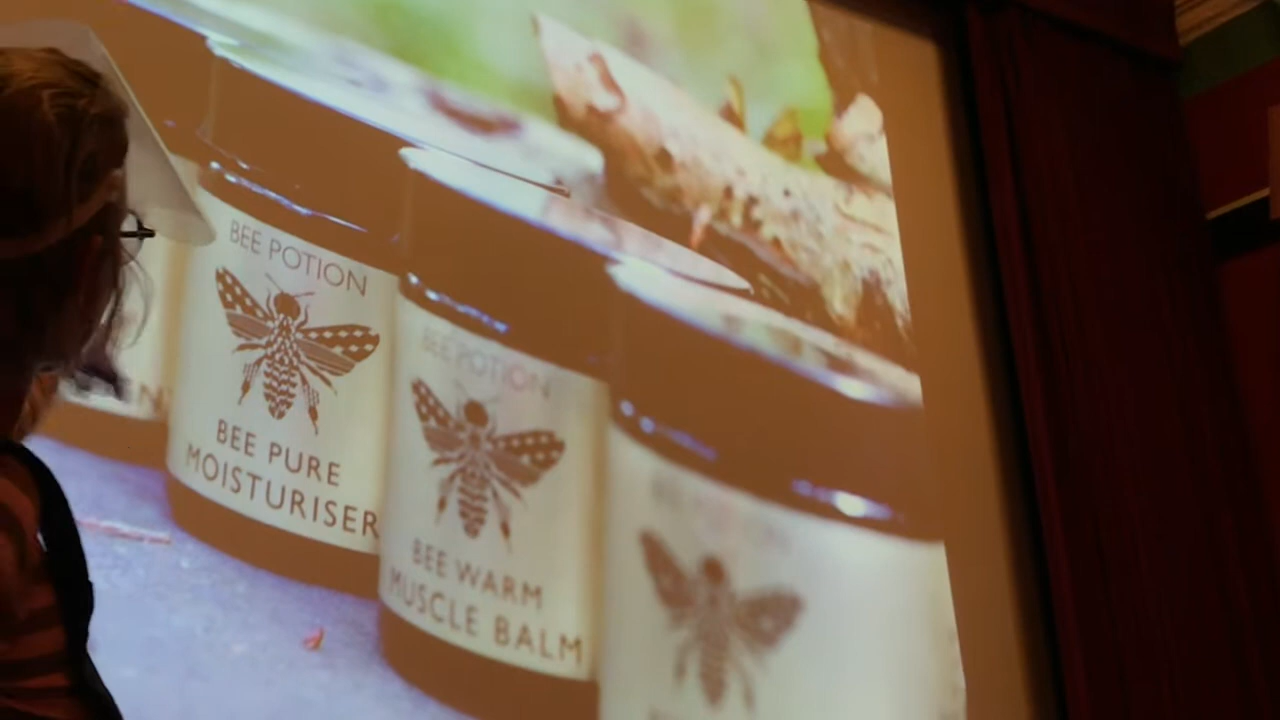 BEE POTION
BEE PURE
MOISTURISER
BEE POTION
BEE WARM
MUSCLE BALM